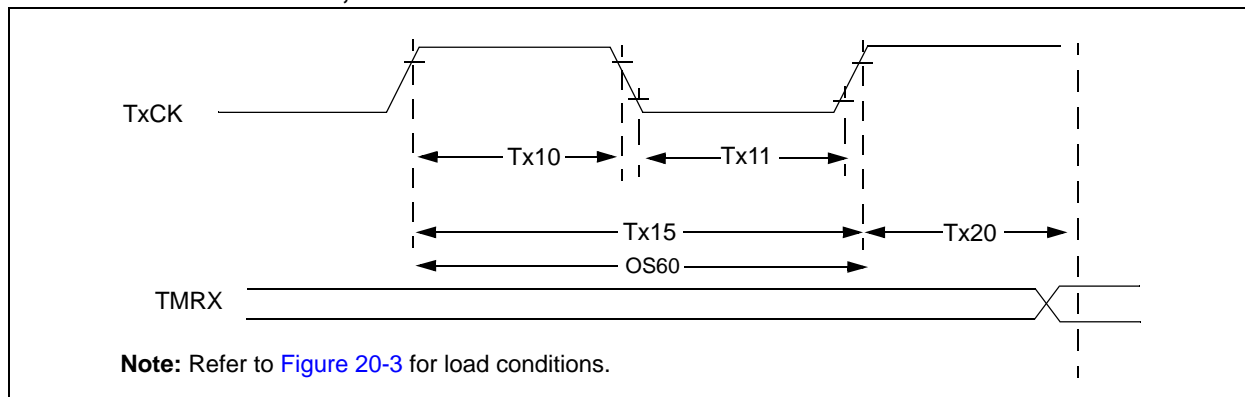 TxCK
Tx10
Tx11
Tx15
Tx20
OS60
TMRX
Note: Refer to Figure 20-3 for load conditions.